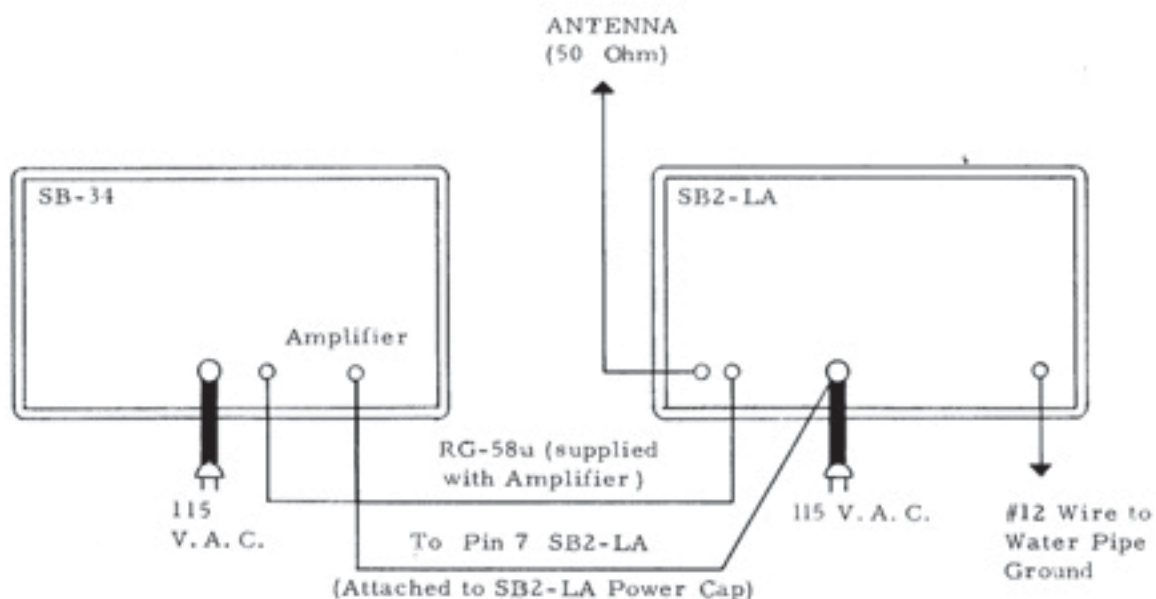 ANTENNA
(50 Ohm)
SB-34
SB2-LA
Amplifier
RG-58u (supplied
with Amplifier)
115
V.A.C.
115 V.A.C.
#12 Wire to
Water Pipe
Ground
To Pin 7 SB2-LA
(Attached to SB2-LA Power Cap)